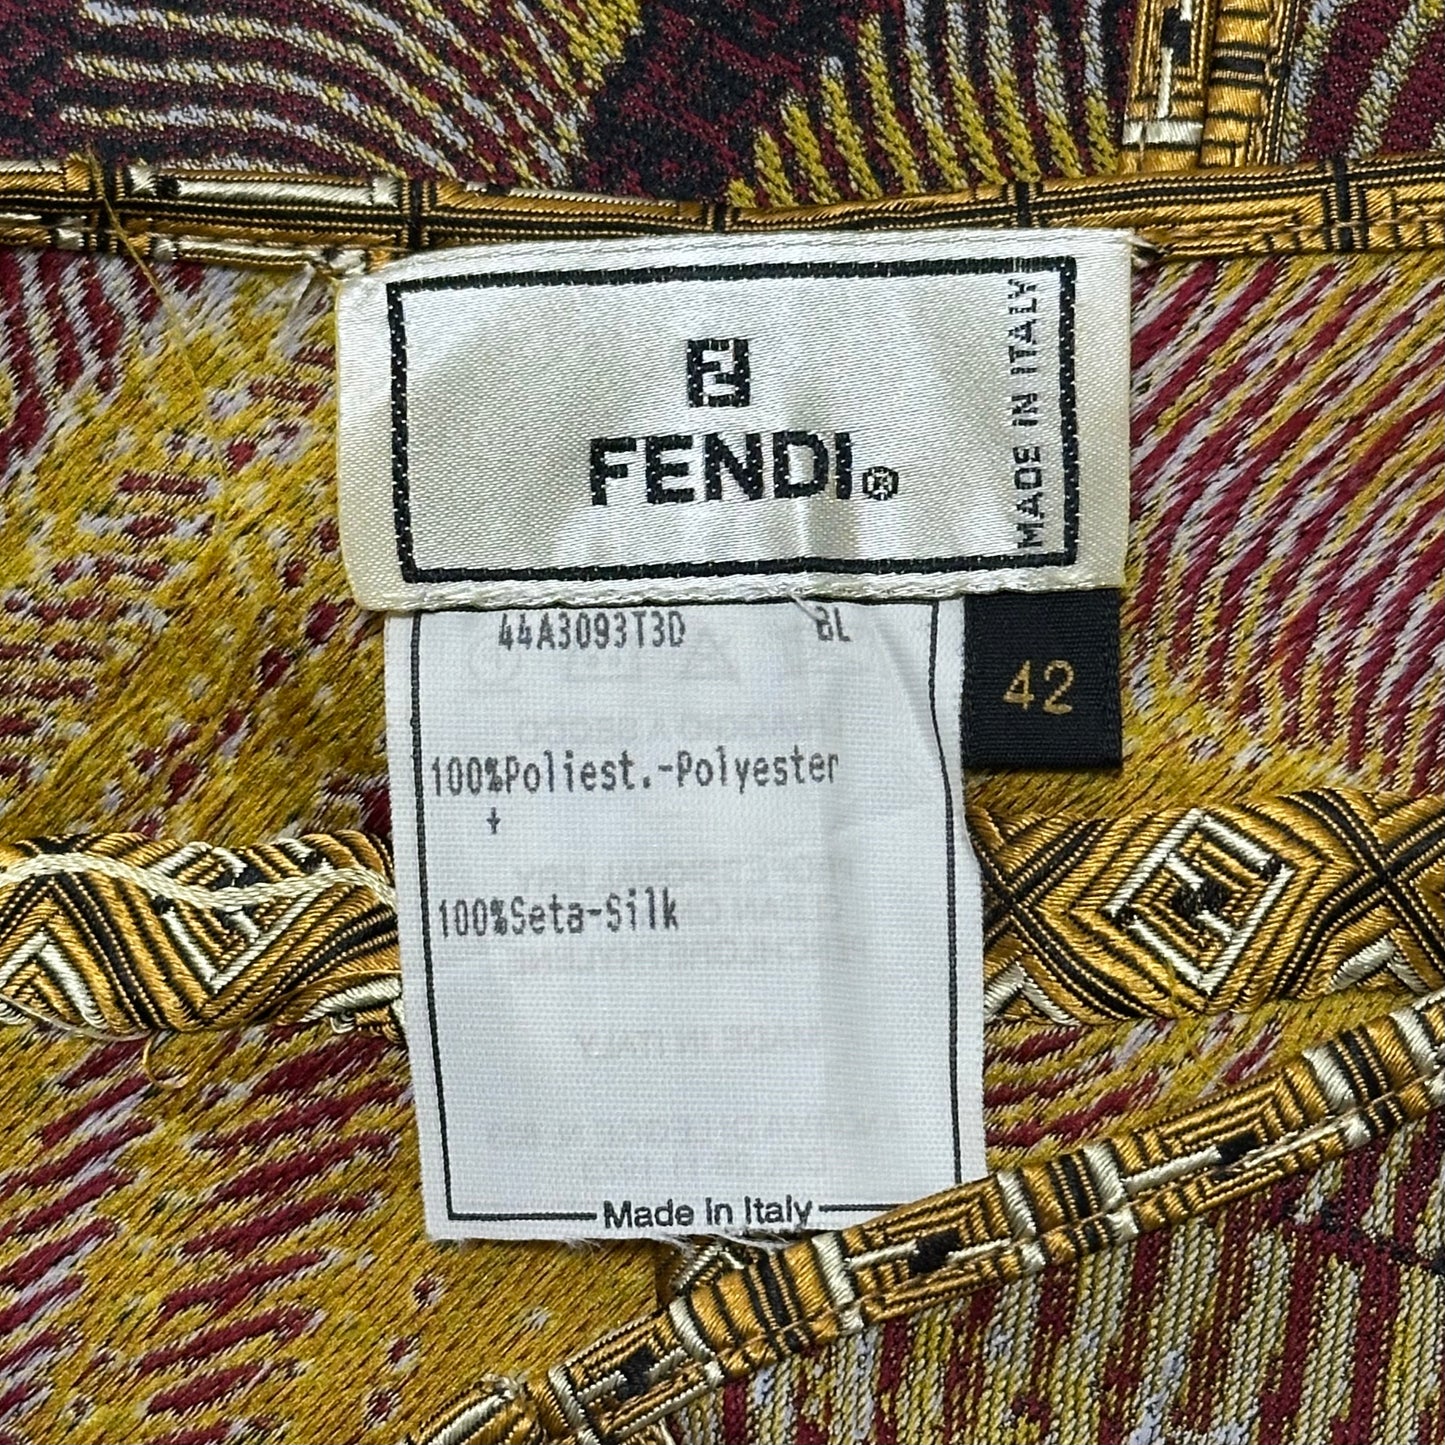 FENDI®
MADE IN ITALY
44A3093T3D BL
42
100%Poliest.-Polyester
+
100%Seta-Silk
Made in Italy